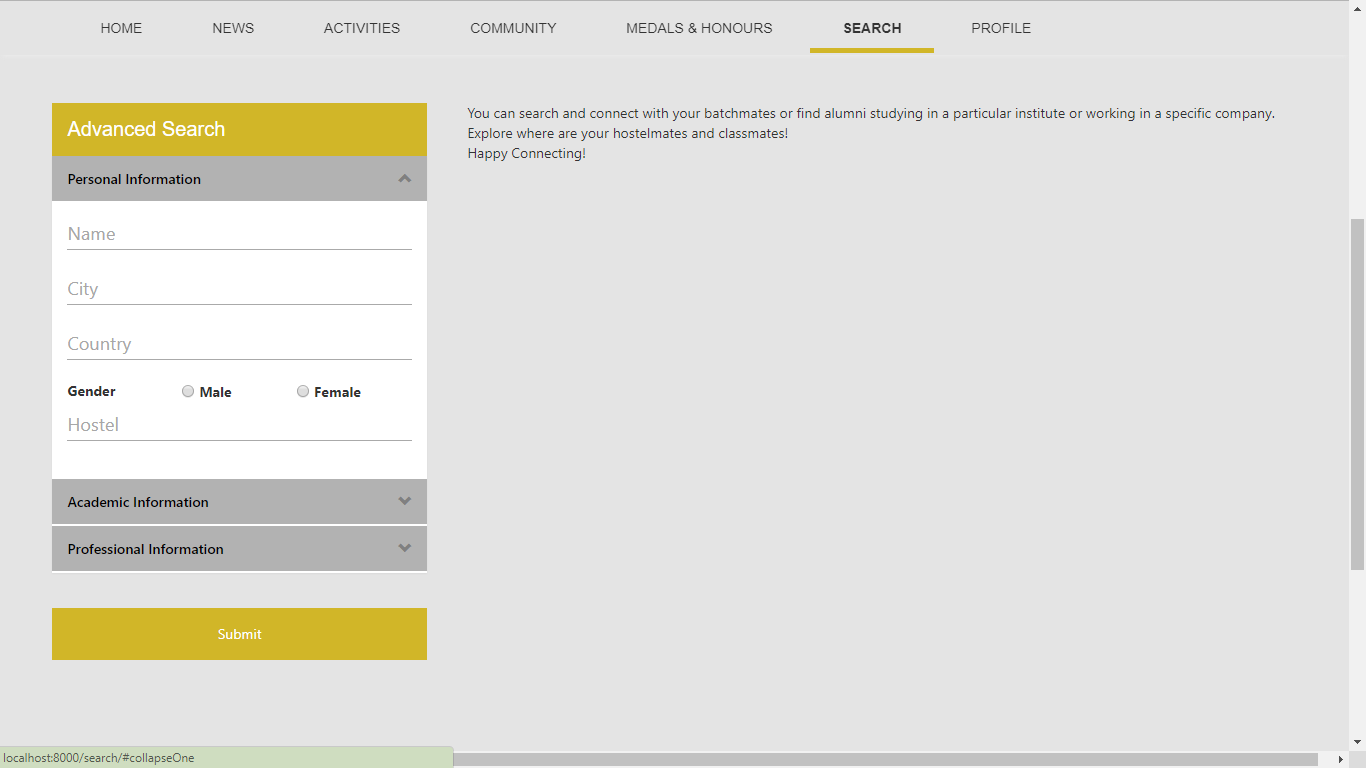 HOME NEWS ACTIVITIES COMMUNITY MEDALS & HONOURS SEARCH PROFILE
Advanced Search
Personal Information
Name
City
Country
Gender Male Female
Hostel
Academic Information
Professional Information
Submit
You can search and connect with your batchmates or find alumni studying in a particular institute or working in a specific company.
Explore where are your hostelmates and classmates!
Happy Connecting!
localhost:8000/search/#collapseOne